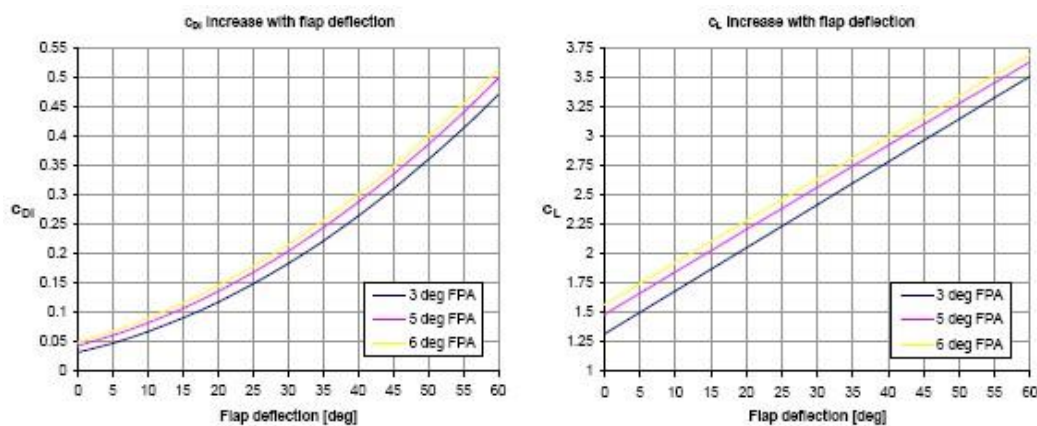 cDI increase with flap deflection
0.55
0.5
0.45
0.4
0.35
0.3
0.25
0.2
0.15
0.1
0.05
0
cDI
3 deg FPA
5 deg FPA
6 deg FPA
0 5 10 15 20 25 30 35 40 45 50 55 60
Flap deflection [deg]
cL increase with flap deflection
3.75
3.5
3.25
3
2.75
2.5
2.25
2
1.75
1.5
1.25
1
cL
3 deg FPA
5 deg FPA
6 deg FPA
0 5 10 15 20 25 30 35 40 45 50 55 60
Flap deflection [deg]